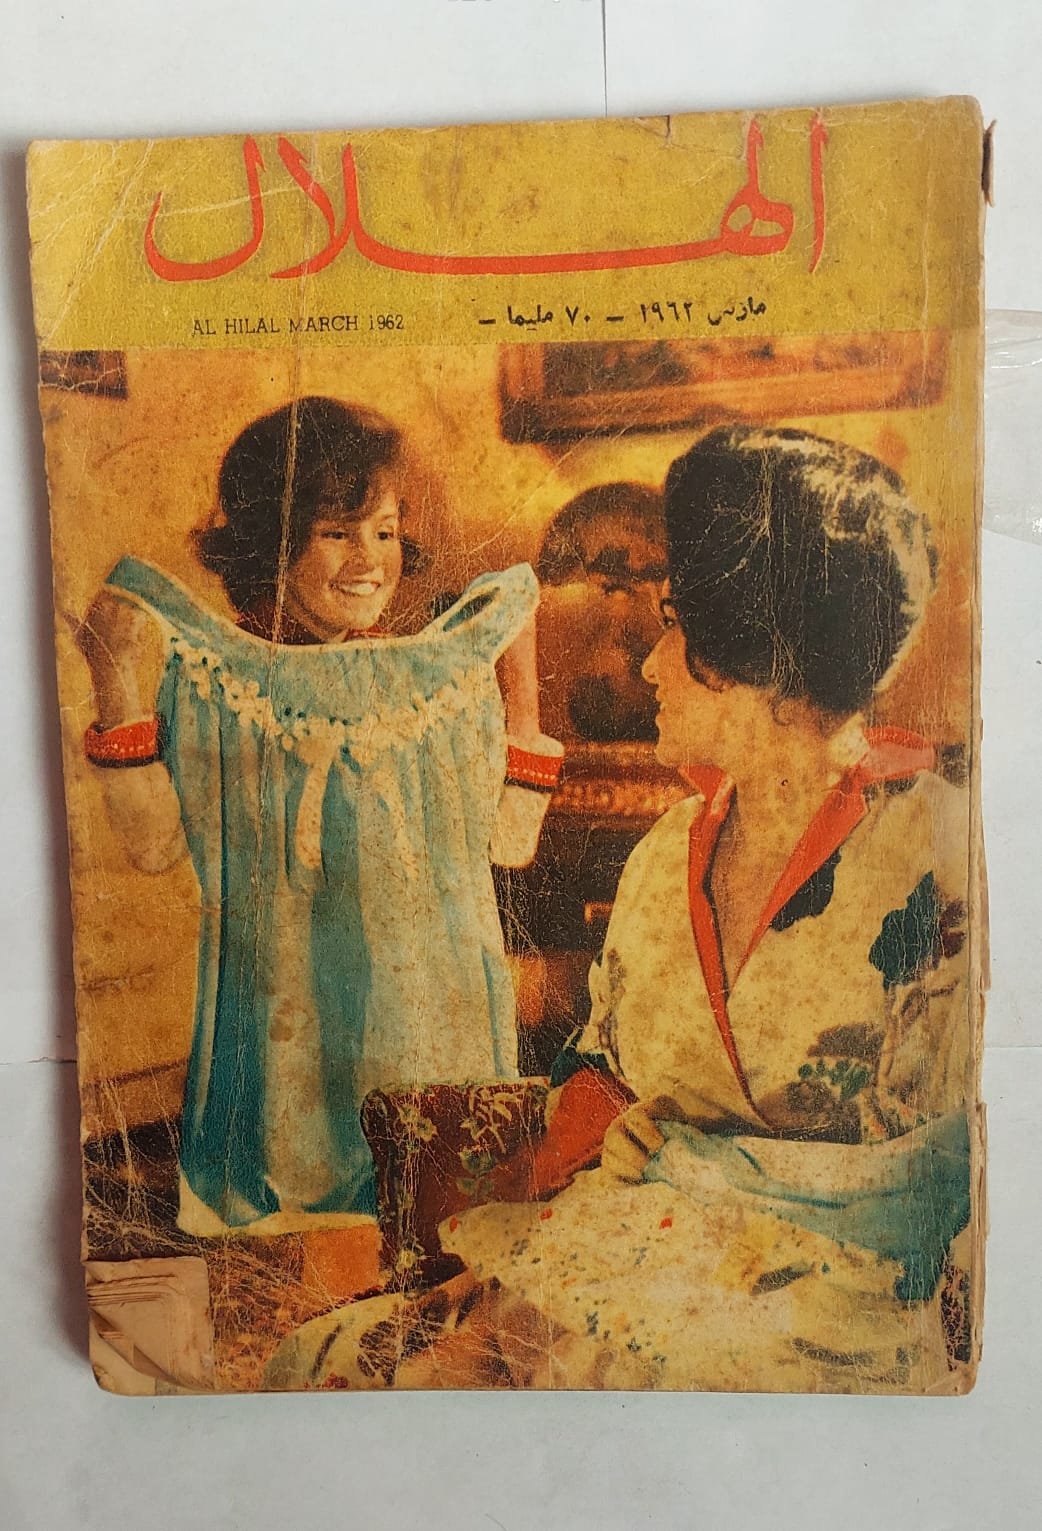 الهلال
مارس ١٩٦٢ – ٧٠ مليما –
AL HILAL MARCH 1962